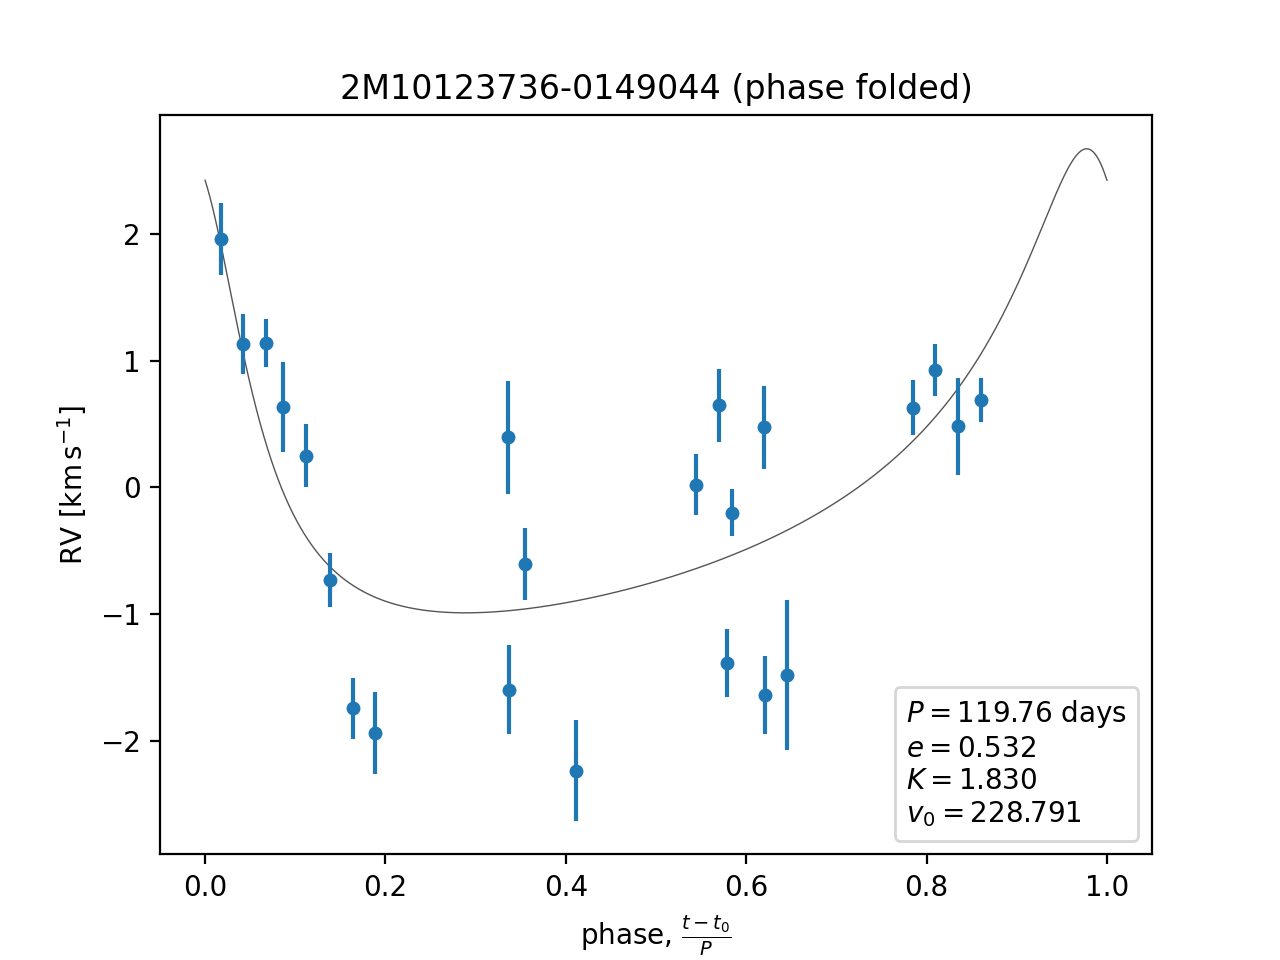 2M10123736-0149044 (phase folded)
RV [km s⁻¹]
2
1
0
−1
−2
P = 119.76 days
e = 0.532
K = 1.830
v₀ = 228.791
0.0 0.2 0.4 0.6 0.8 1.0
phase, (t − t₀)/P